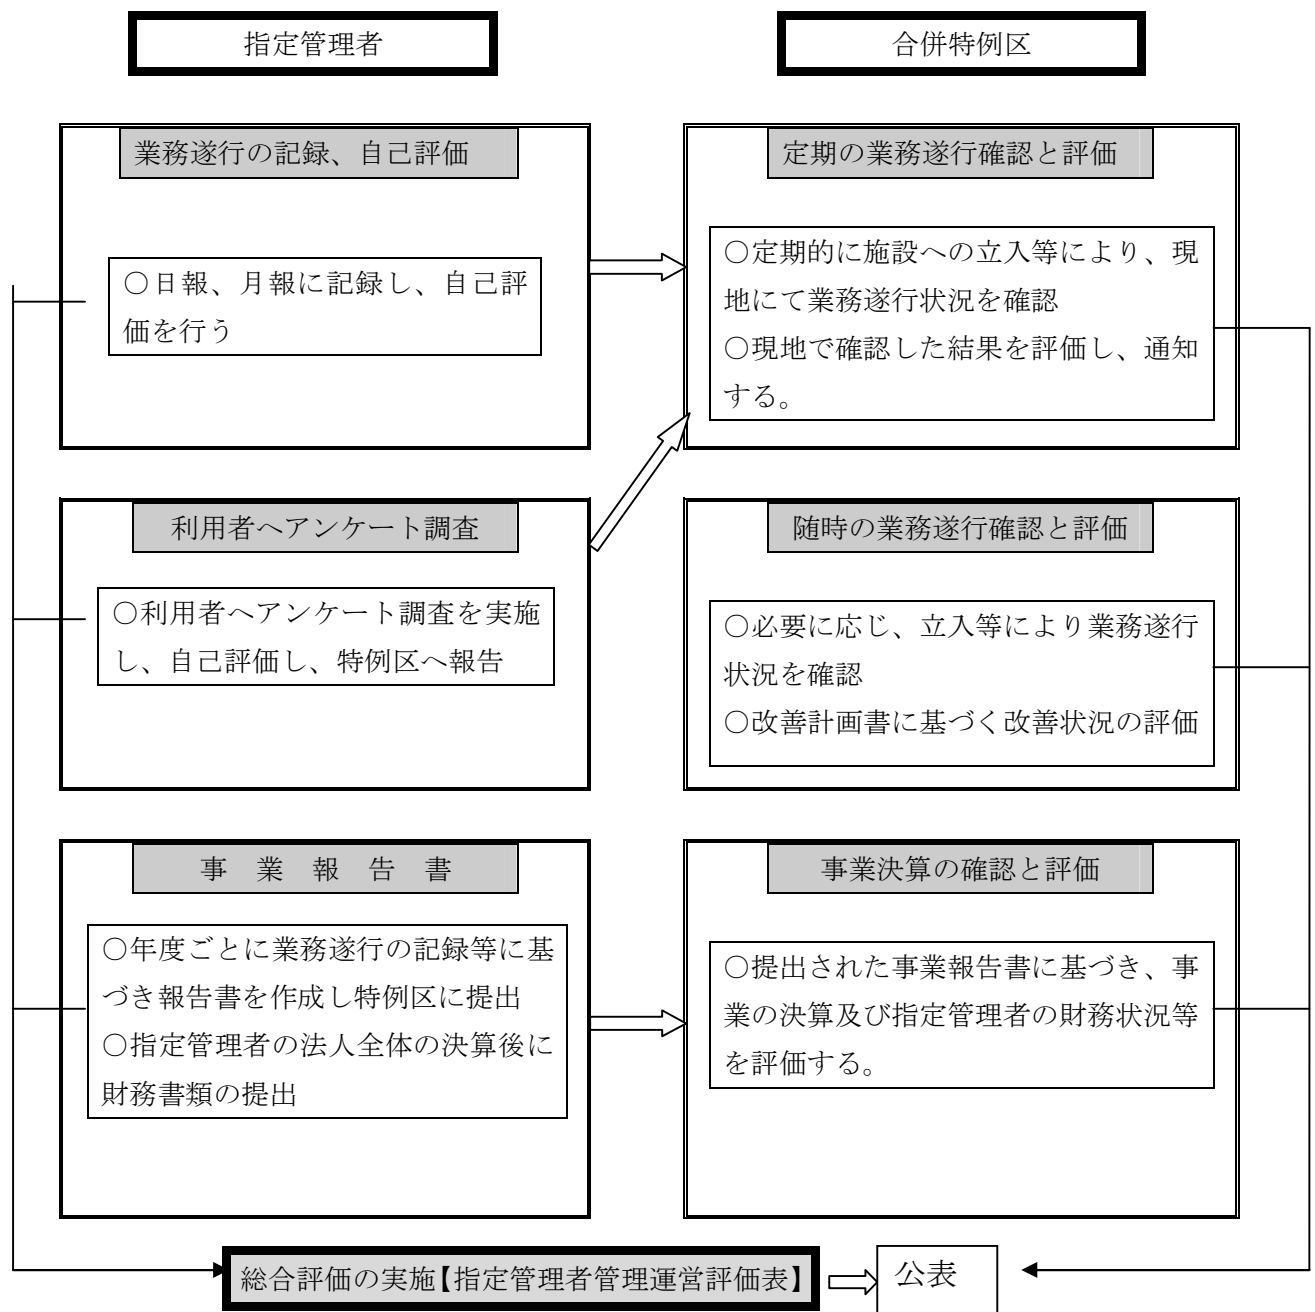 指定管理者
合併特例区
業務遂行の記録、自己評価
○日報、月報に記録し、自己評
価を行う
定期の業務遂行確認と評価
○定期的に施設への立入等により、現
地にて業務遂行状況を確認
○現地で確認した結果を評価し、通知
する。
利用者へアンケート調査
○利用者へアンケート調査を実施
し、自己評価し、特例区へ報告
随時の業務遂行確認と評価
○必要に応じ、立入等により業務遂行
状況を確認
○改善計画書に基づく改善状況の評価
事　業　報　告　書
○年度ごとに業務遂行の記録等に基
づき報告書を作成し特例区に提出
○指定管理者の法人全体の決算後に
財務書類の提出
事業決算の確認と評価
○提出された事業報告書に基づき、事
業の決算及び指定管理者の財務状況等
を評価する。
総合評価の実施【指定管理者管理運営評価表】
公表